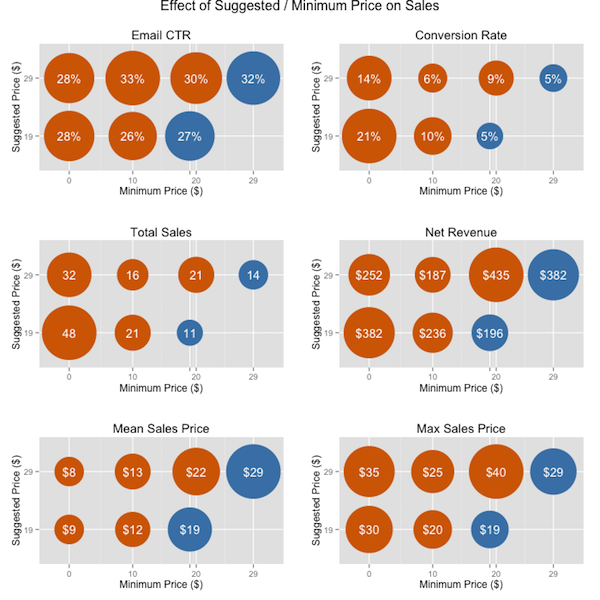 Effect of Suggested / Minimum Price on Sales
Email CTR
Suggested Price ($)
29
28% 33% 30% 32%
19
28% 26% 27%
0 10 20 29
Minimum Price ($)
Conversion Rate
Suggested Price ($)
29
14% 6% 9% 5%
19
21% 10% 5%
0 10 20 29
Minimum Price ($)
Total Sales
Suggested Price ($)
29
32 16 21 14
19
48 21 11
0 10 20 29
Minimum Price ($)
Net Revenue
Suggested Price ($)
29
$252 $187 $435 $382
19
$382 $236 $196
0 10 20 29
Minimum Price ($)
Mean Sales Price
Suggested Price ($)
29
$8 $13 $22 $29
19
$9 $12 $19
0 10 20 29
Minimum Price ($)
Max Sales Price
Suggested Price ($)
29
$35 $25 $40 $29
19
$30 $20 $19
0 10 20 29
Minimum Price ($)